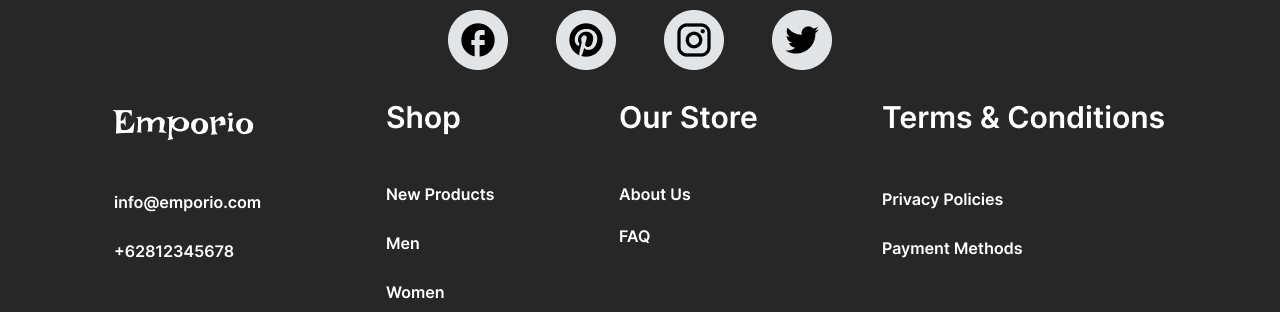 Emporio
info@emporio.com
+62812345678
Shop
New Products
Men
Women
Our Store
About Us
FAQ
Terms & Conditions
Privacy Policies
Payment Methods